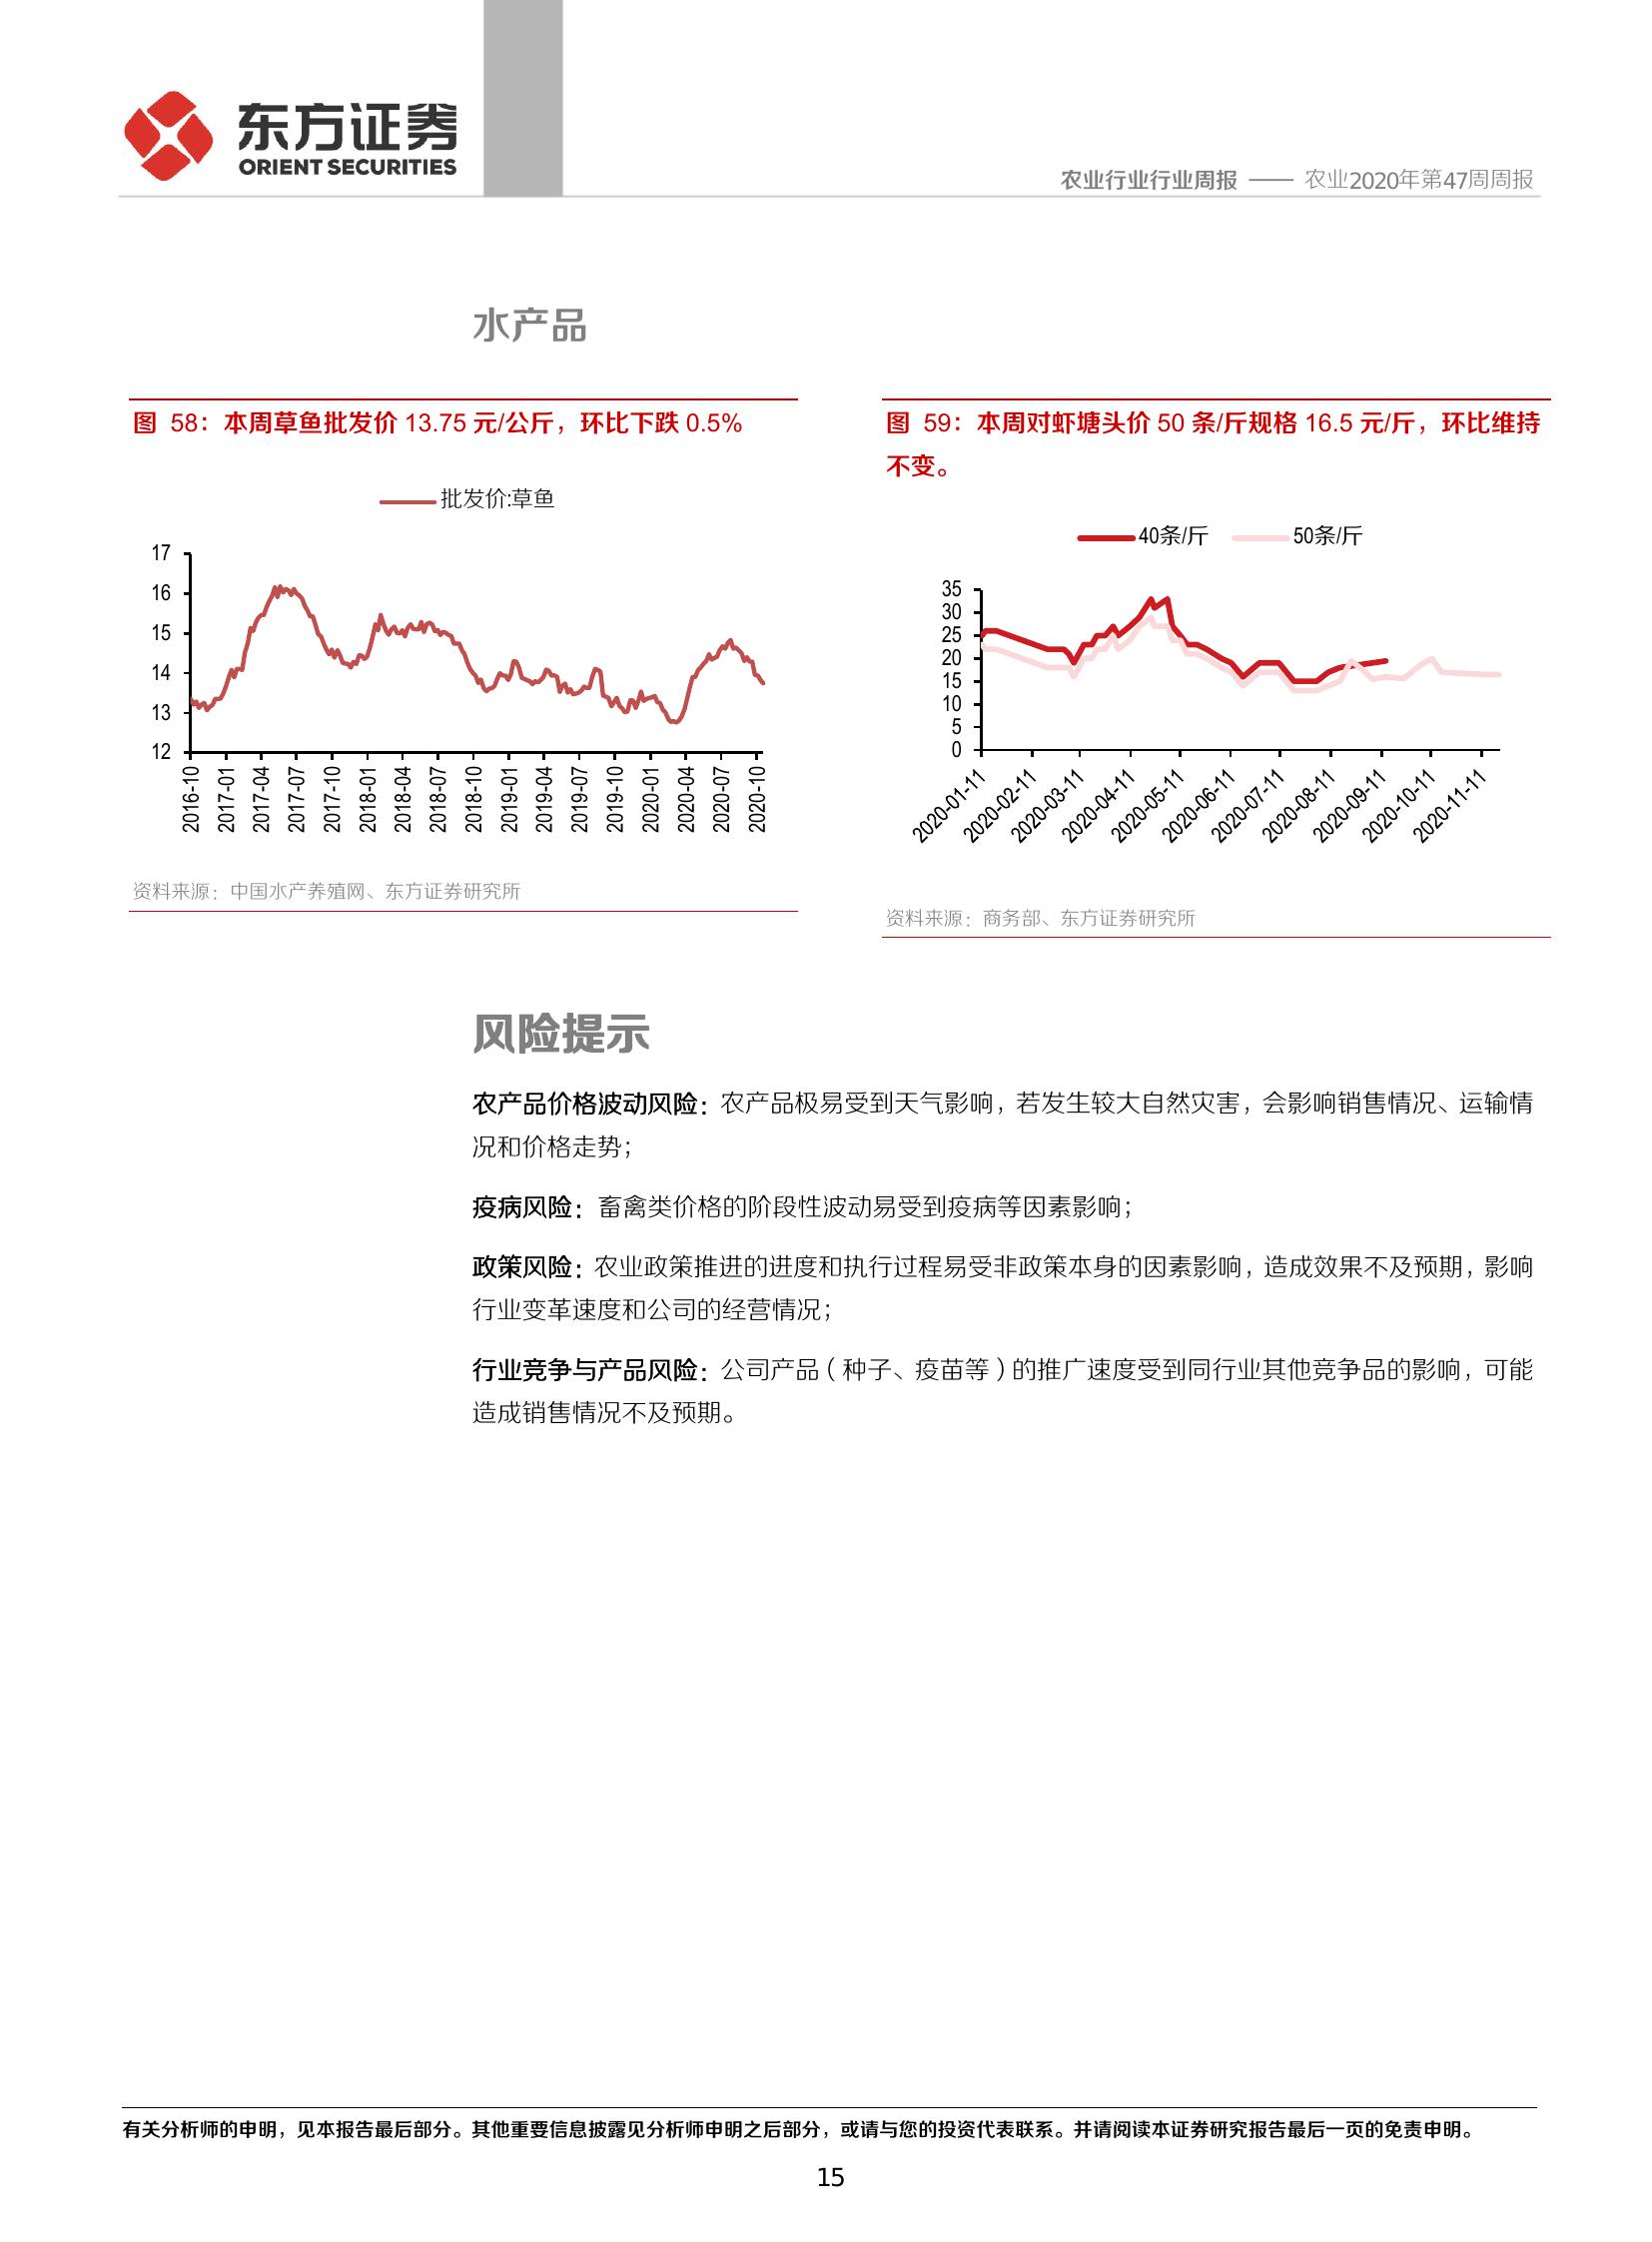 东方证券
ORIENT SECURITIES
农业行业行业周报 —— 农业2020年第47周周报
水产品
图 58：本周草鱼批发价 13.75 元/公斤，环比下跌 0.5%
批发价:草鱼
17
16
15
14
13
12
2016-10
2017-01
2017-04
2017-07
2017-10
2018-01
2018-04
2018-07
2018-10
2019-01
2019-04
2019-07
2019-10
2020-01
2020-04
2020-07
2020-10
资料来源：中国水产养殖网、东方证券研究所
图 59：本周对虾塘头价 50 条/斤规格 16.5 元/斤，环比维持
不变。
40条/斤 50条/斤
35
30
25
20
15
10
5
0
2020-01-11
2020-02-11
2020-03-11
2020-04-11
2020-05-11
2020-06-11
2020-07-11
2020-08-11
2020-09-11
2020-10-11
2020-11-11
资料来源：商务部、东方证券研究所
风险提示
农产品价格波动风险：农产品极易受到天气影响，若发生较大自然灾害，会影响销售情况、运输情
况和价格走势；
疫病风险：畜禽类价格的阶段性波动易受到疫病等因素影响；
政策风险：农业政策推进的进度和执行过程易受非政策本身的因素影响，造成效果不及预期，影响
行业变革速度和公司的经营情况；
行业竞争与产品风险：公司产品（种子、疫苗等）的推广速度受到同行业其他竞争品的影响，可能
造成销售情况不及预期。
有关分析师的申明，见本报告最后部分。其他重要信息披露见分析师申明之后部分，或请与您的投资代表联系。并请阅读本证券研究报告最后一页的免责申明。
15